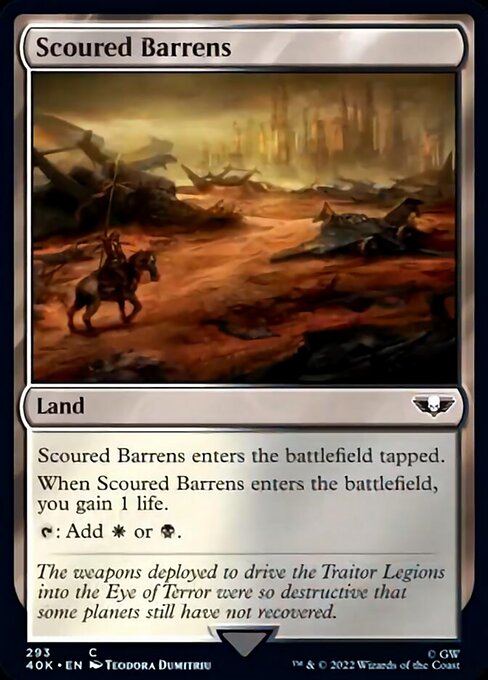 Scoured Barrens
Land
Scoured Barrens enters the battlefield tapped.
When Scoured Barrens enters the battlefield,
you gain 1 life.
: Add or .
The weapons deployed to drive the Traitor Legions
into the Eye of Terror were so destructive that
some planets still have not recovered.
293 C
40K • EN Teodora Dumitriu
© GW
™ & © 2022 Wizards of the Coast